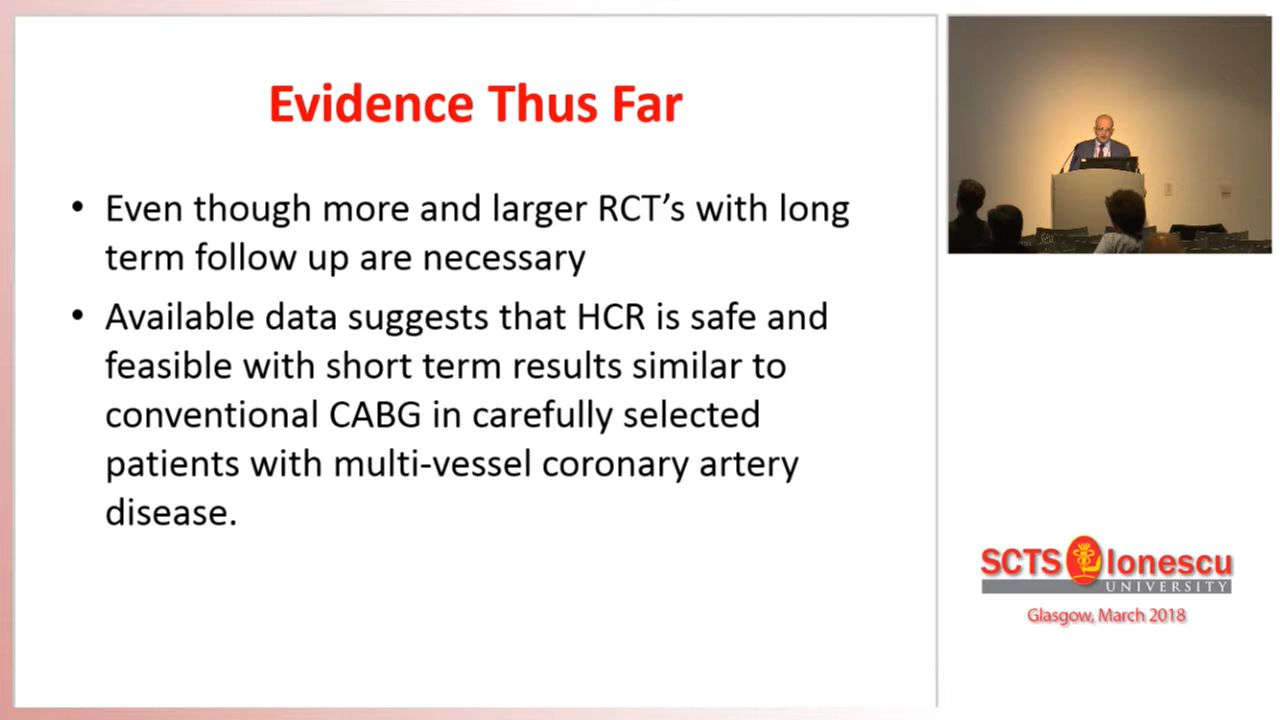 Evidence Thus Far
• Even though more and larger RCT's with long
term follow up are necessary
• Available data suggests that HCR is safe and
feasible with short term results similar to
conventional CABG in carefully selected
patients with multi-vessel coronary artery
disease.
SCTS Ionescu
UNIVERSITY
Glasgow, March 2018